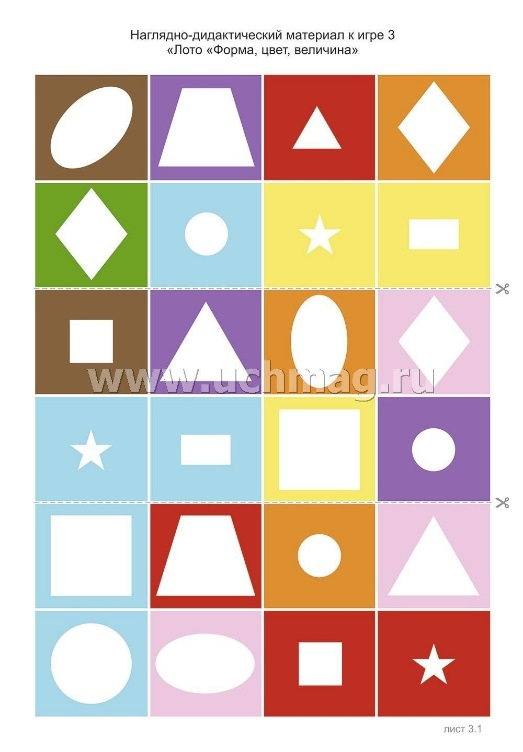 Наглядно-дидактический материал к игре 3
«Лото «Форма, цвет, величина»
www.uchmag.ru
лист 3.1